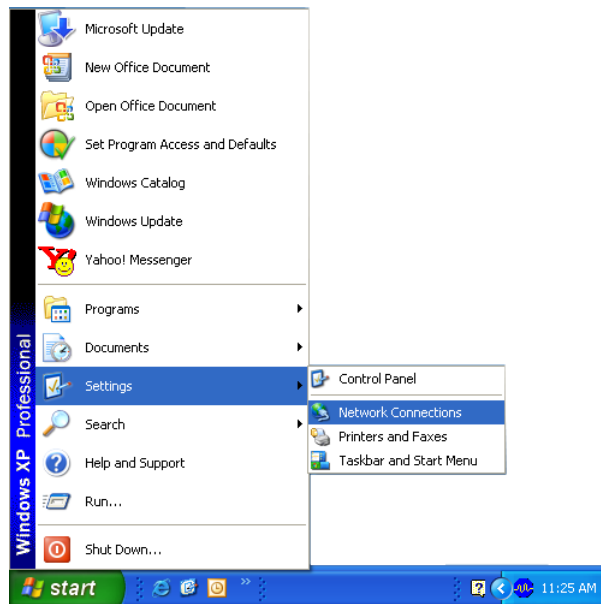 Microsoft Update
New Office Document
Open Office Document
Set Program Access and Defaults
Windows Catalog
Windows Update
Yahoo! Messenger
Programs
Documents
Settings
Search
Help and Support
Run...
Shut Down...
Windows XP Professional
Control Panel
Network Connections
Printers and Faxes
Taskbar and Start Menu
start
»
11:25 AM